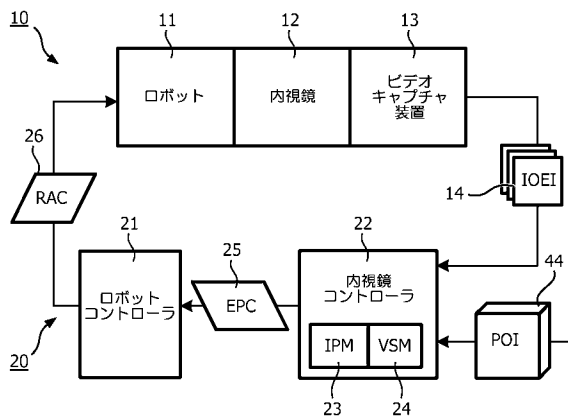 10
11
12
13
ロボット
内視鏡
ビデオ
キャプチャ
装置
26
RAC
14
IOEI
21
ロボット
コントローラ
25
EPC
22
内視鏡
コントローラ
IPM
VSM
23
24
44
POI
20